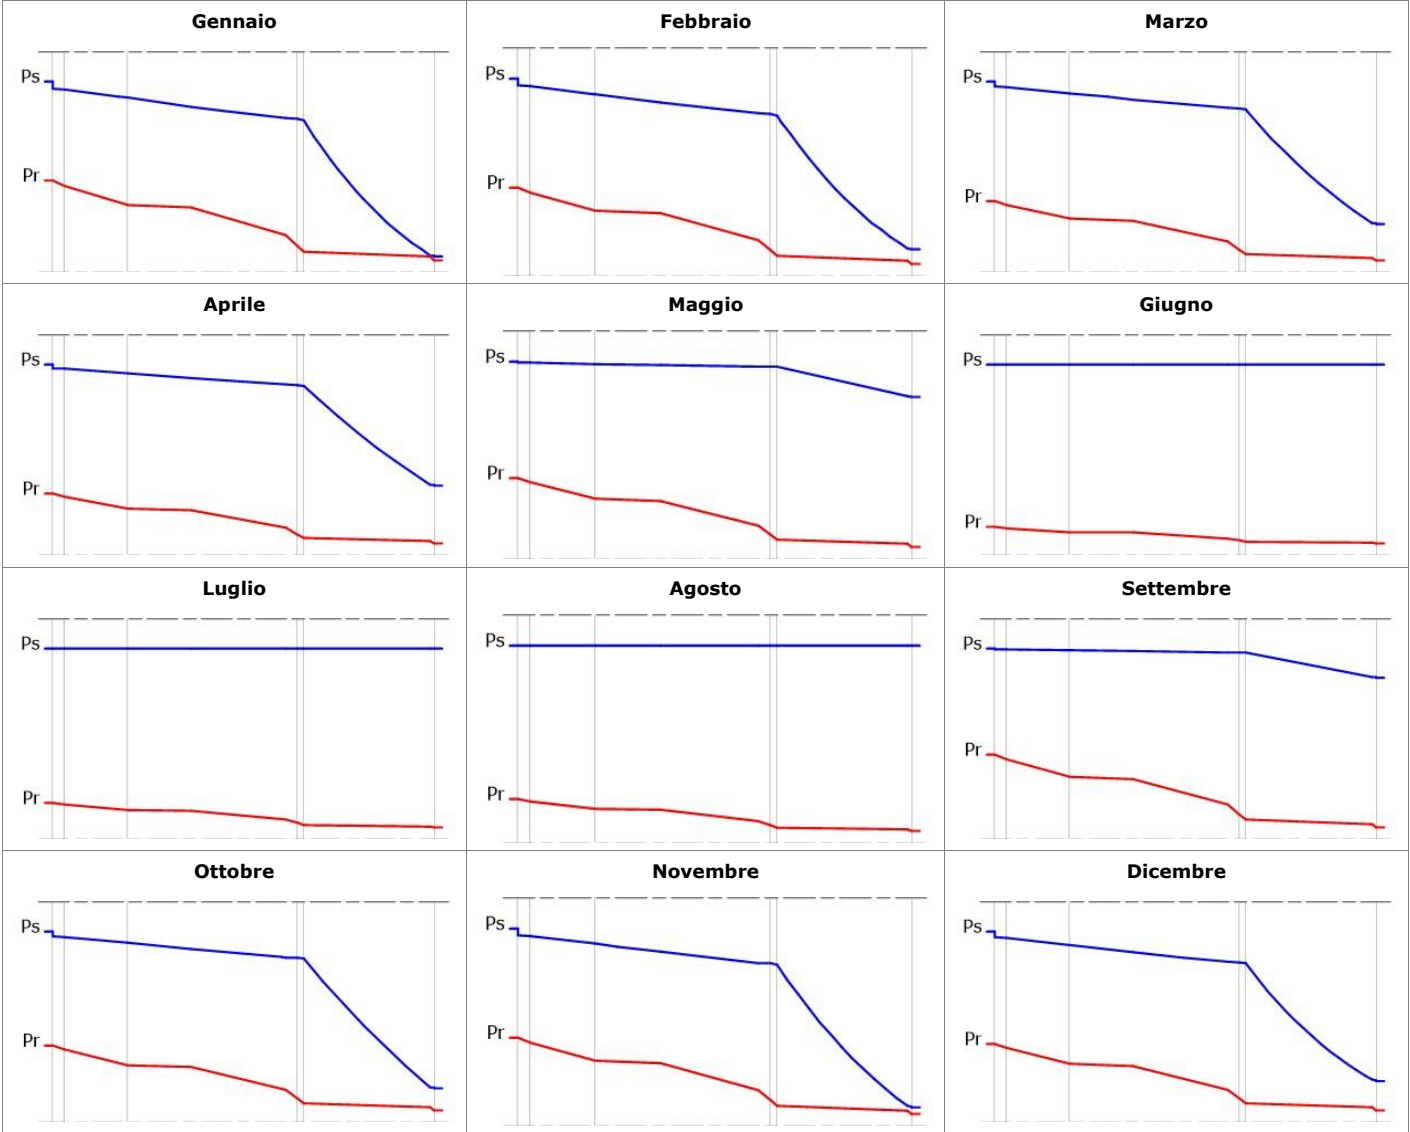 Gennaio
Febbraio
Marzo
Ps
Ps
Ps
Pr
Pr
Pr
Aprile
Maggio
Giugno
Ps
Ps
Ps
Pr
Pr
Pr
Luglio
Agosto
Settembre
Ps
Ps
Ps
Pr
Pr
Pr
Ottobre
Novembre
Dicembre
Ps
Ps
Ps
Pr
Pr
Pr